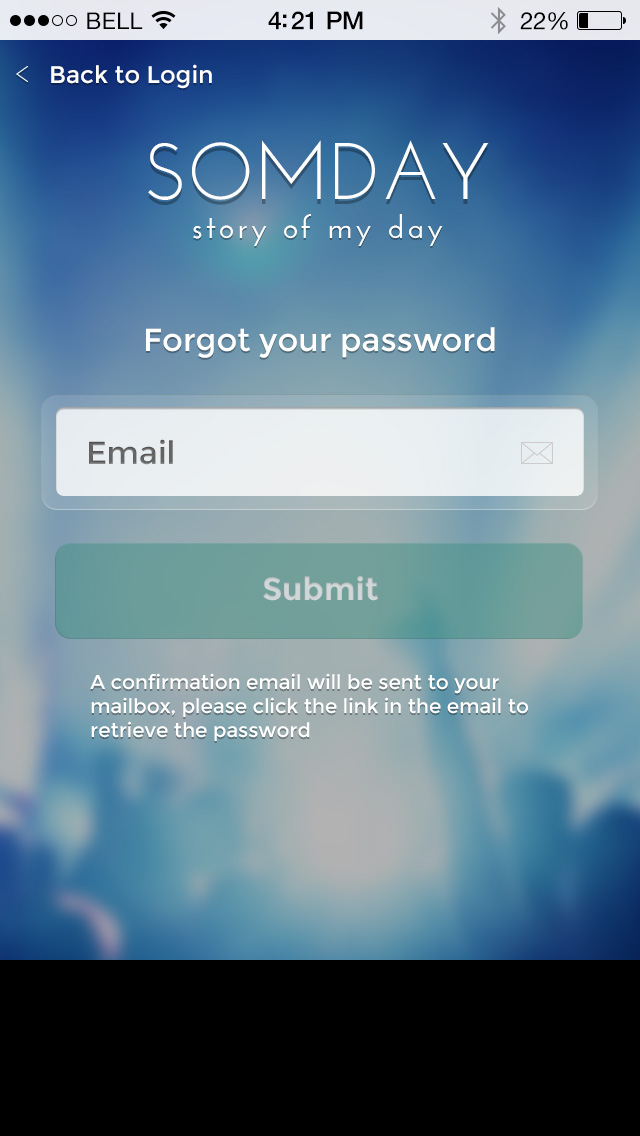 BELL 4:21 PM 22%
< Back to Login
SOMDAY
story of my day
Forgot your password
Email
Submit
A confirmation email will be sent to your
mailbox, please click the link in the email to
retrieve the password